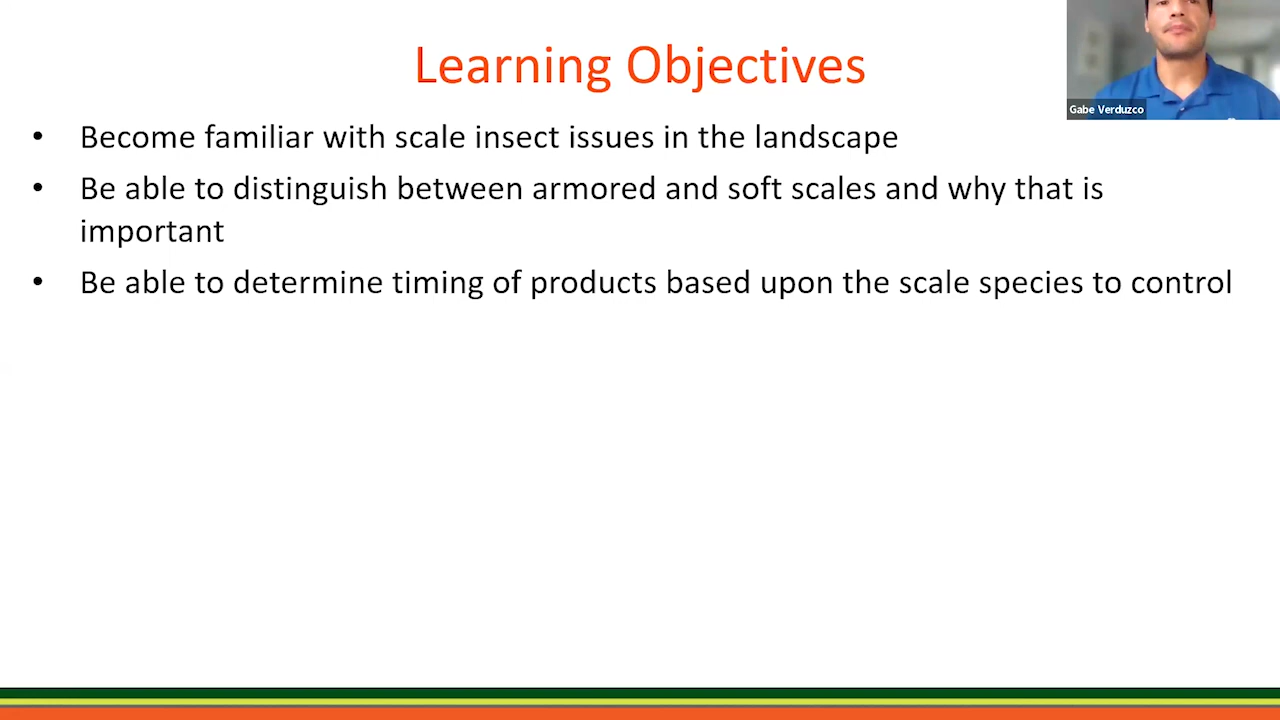 Learning Objectives
Gabe Verduzco
• Become familiar with scale insect issues in the landscape
• Be able to distinguish between armored and soft scales and why that is
important
• Be able to determine timing of products based upon the scale species to control